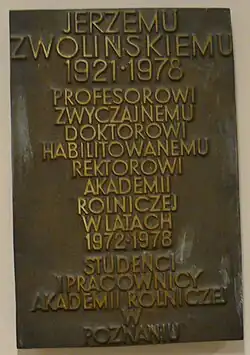 JERZEMU
ZWOLIŃSKIEMU
1921·1978
PROFESOROWI
ZWYCZAJNEMU
DOKTOROWI
HABILITOWANEMU
REKTOROWI
AKADEMII
ROLNICZEJ
W LATACH
1972-1978
STUDENCI
I PRACOWNICY
AKADEMII ROLNICZEJ
W
POZNANIU